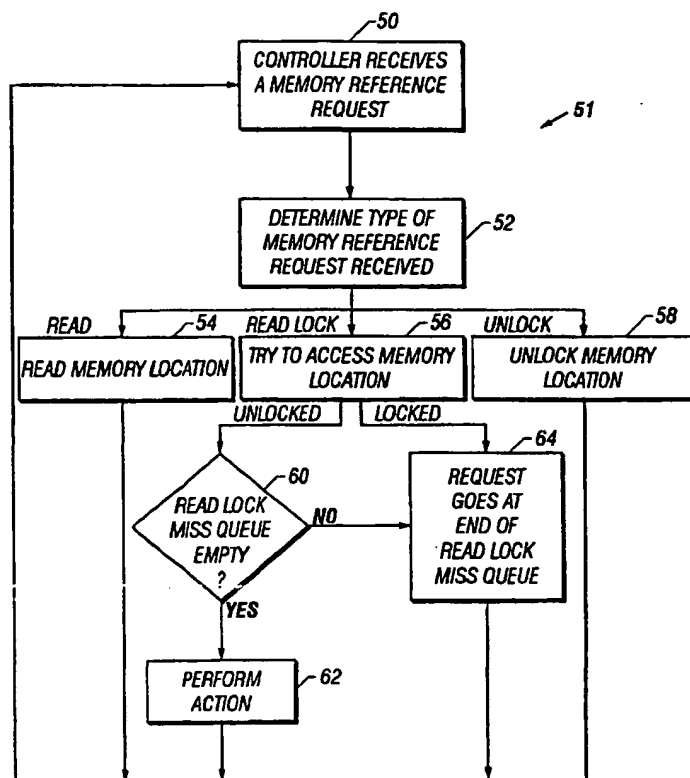 50
CONTROLLER RECEIVES
A MEMORY REFERENCE
REQUEST
51
52
DETERMINE TYPE OF
MEMORY REFERENCE
REQUEST RECEIVED
READ
54
READ MEMORY LOCATION
READ LOCK
56
TRY TO ACCESS MEMORY
LOCATION
UNLOCK
58
UNLOCK MEMORY
LOCATION
UNLOCKED
LOCKED
60
READ LOCK
MISS QUEUE
EMPTY
?
NO
YES
64
REQUEST
GOES AT
END OF
READ LOCK
MISS QUEUE
PERFORM
ACTION
62